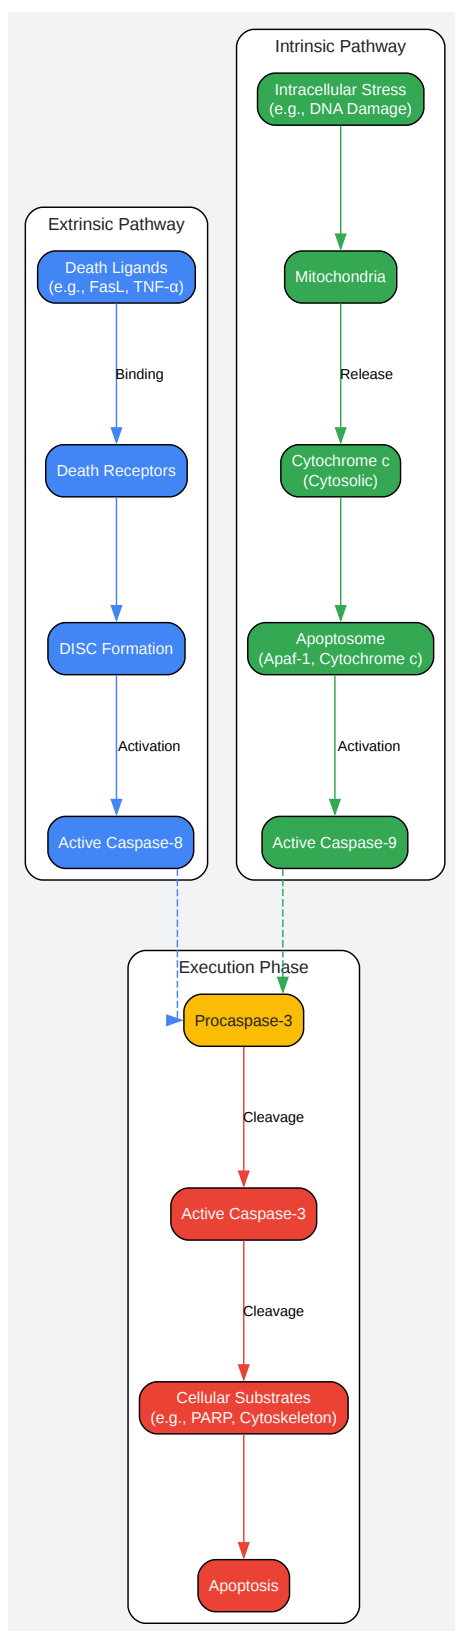 Intrinsic Pathway
Intracellular Stress
(e.g., DNA Damage)
Mitochondria
Release
Cytochrome c
(Cytosolic)
Apoptosome
(Apaf-1, Cytochrome c)
Activation
Active Caspase-9
Extrinsic Pathway
Death Ligands
(e.g., FasL, TNF-α)
Binding
Death Receptors
DISC Formation
Activation
Active Caspase-8
Execution Phase
Procaspase-3
Cleavage
Active Caspase-3
Cleavage
Cellular Substrates
(e.g., PARP, Cytoskeleton)
Apoptosis